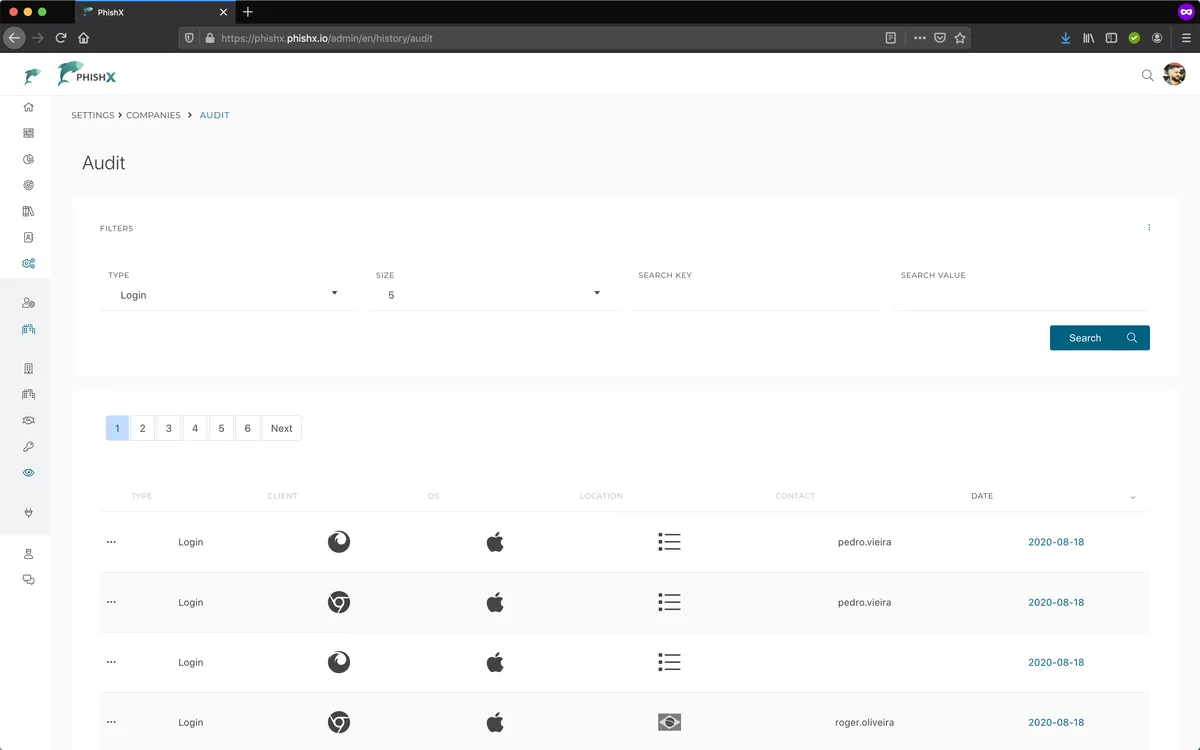 PhishX
https://phishx.phishx.io/admin/en/history/audit
PHISHX
SETTINGS > COMPANIES > AUDIT
Audit
FILTERS
TYPE SIZE SEARCH KEY SEARCH VALUE
Login 5
Search
1 2 3 4 5 6 Next
TYPE CLIENT OS LOCATION CONTACT DATE
... Login pedro.vieira 2020-08-18
... Login pedro.vieira 2020-08-18
... Login 2020-08-18
... Login roger.oliveira 2020-08-18